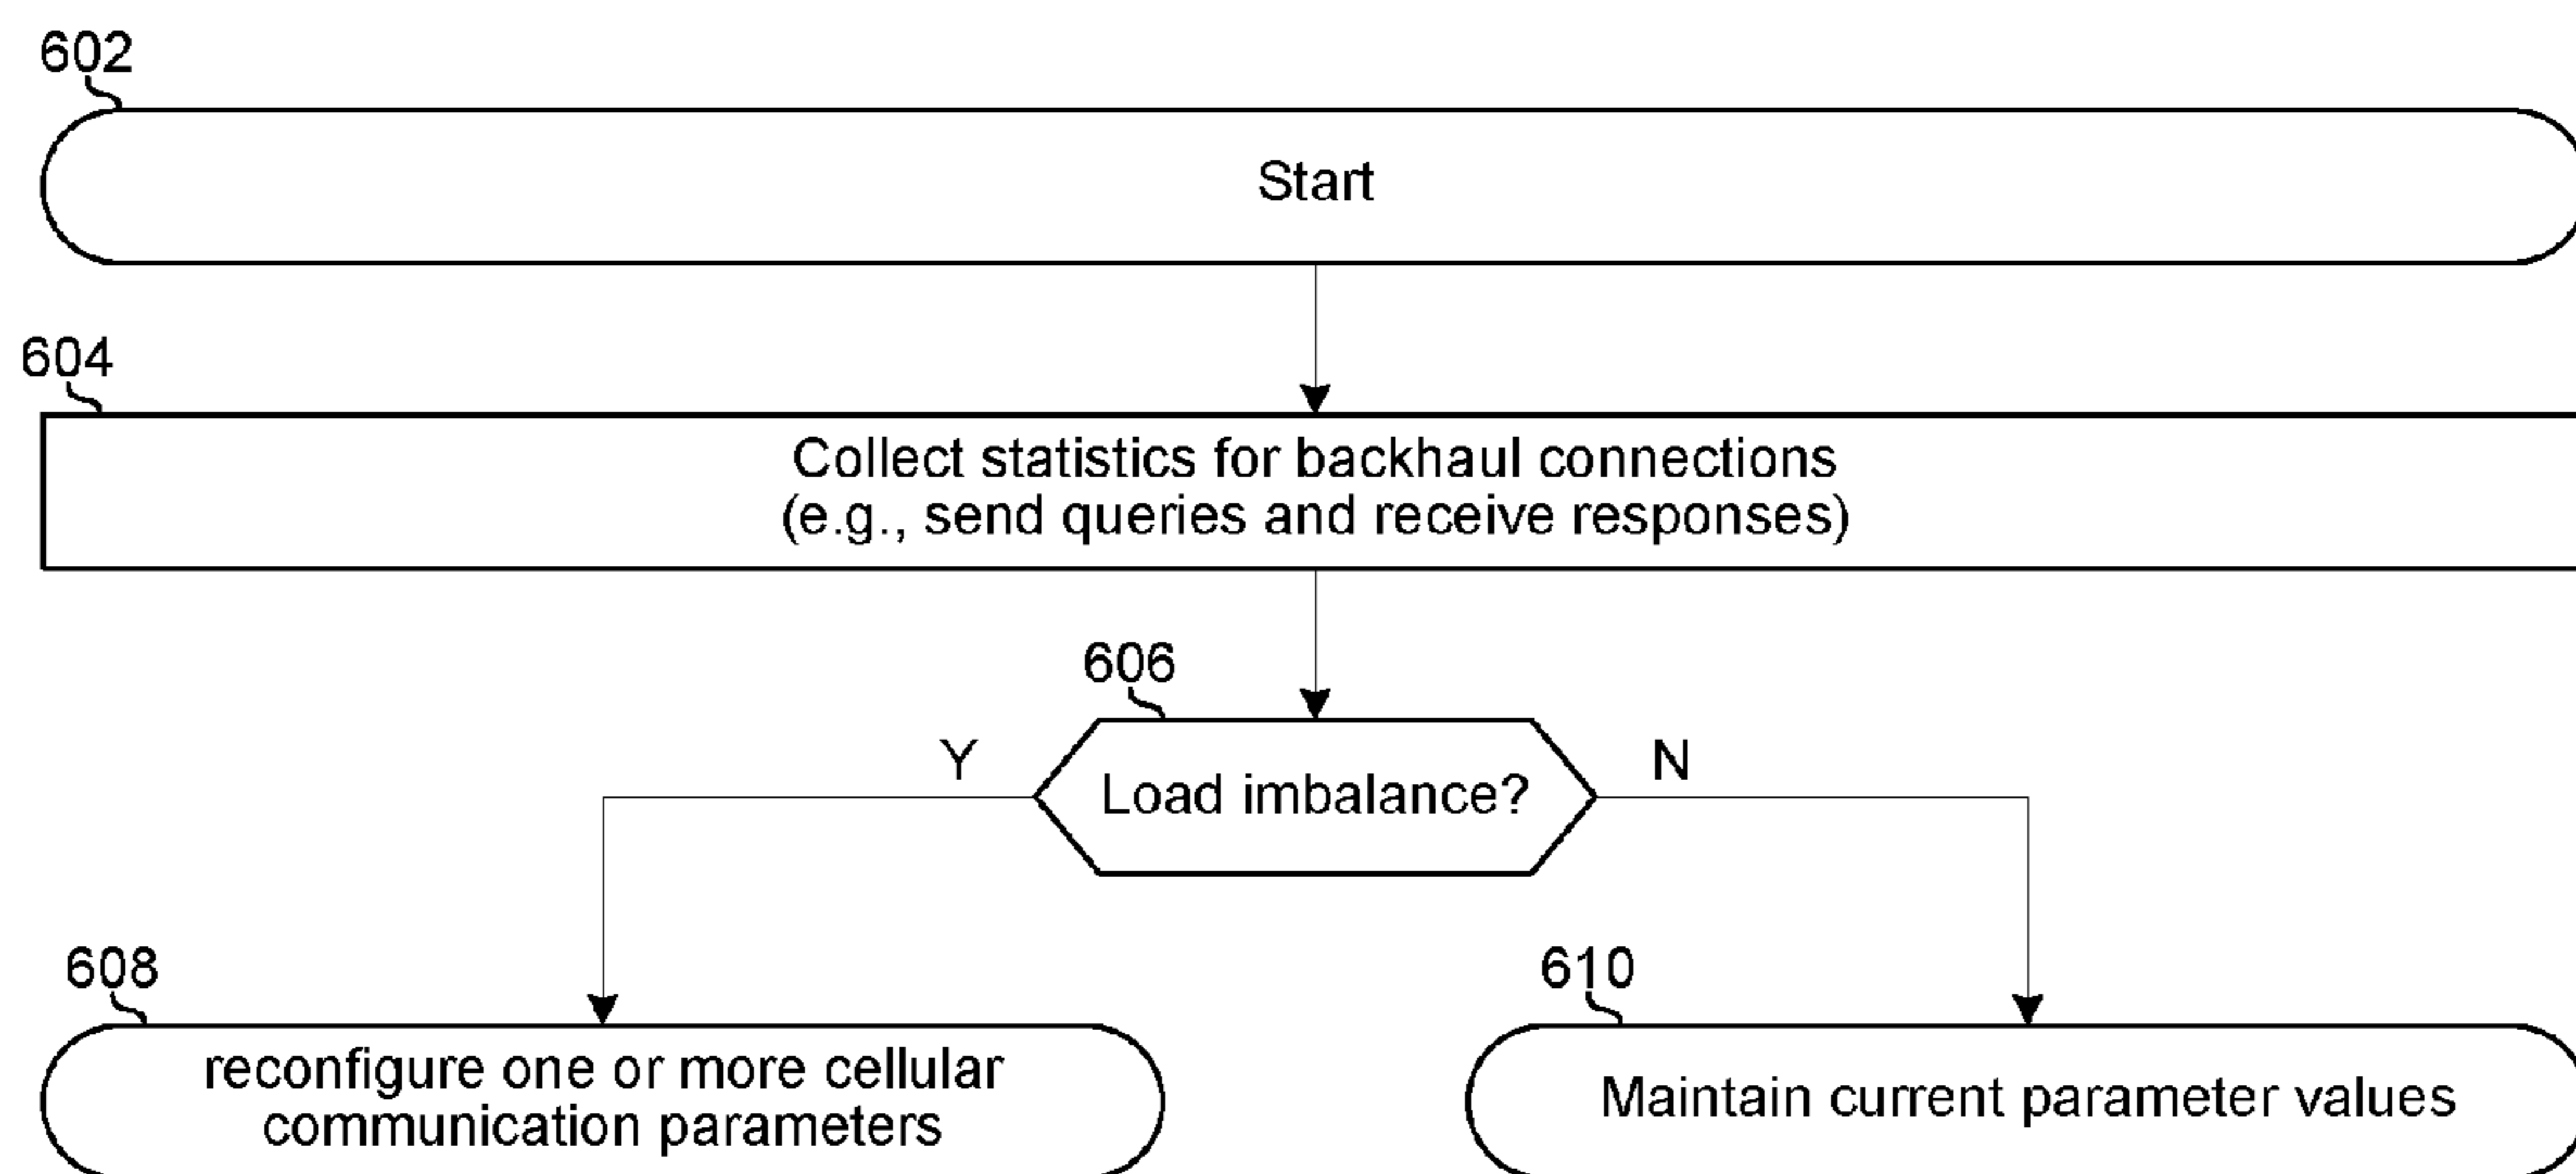 602
Start
604
Collect statistics for backhaul connections
(e.g., send queries and receive responses)
606
Y
Load imbalance?
N
608
610
reconfigure one or more cellular
communication parameters
Maintain current parameter values